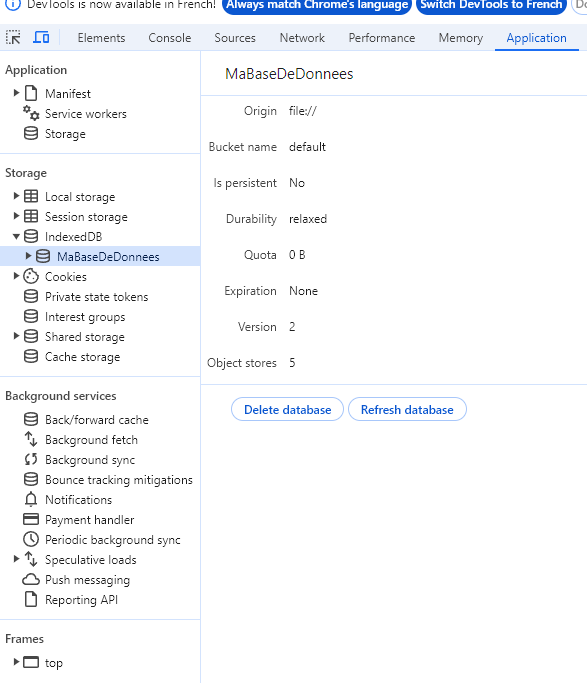 DevTools is now available in French!
Always match Chrome's language
Switch DevTools to French
Elements
Console
Sources
Network
Performance
Memory
Application
Application
Manifest
Service workers
Storage
Storage
Local storage
Session storage
IndexedDB
MaBaseDeDonnees
Cookies
Private state tokens
Interest groups
Shared storage
Cache storage
Background services
Back/forward cache
Background fetch
Background sync
Bounce tracking mitigations
Notifications
Payment handler
Periodic background sync
Speculative loads
Push messaging
Reporting API
Frames
top
MaBaseDeDonnees
Origin file://
Bucket name default
Is persistent No
Durability relaxed
Quota 0 B
Expiration None
Version 2
Object stores 5
Delete database
Refresh database